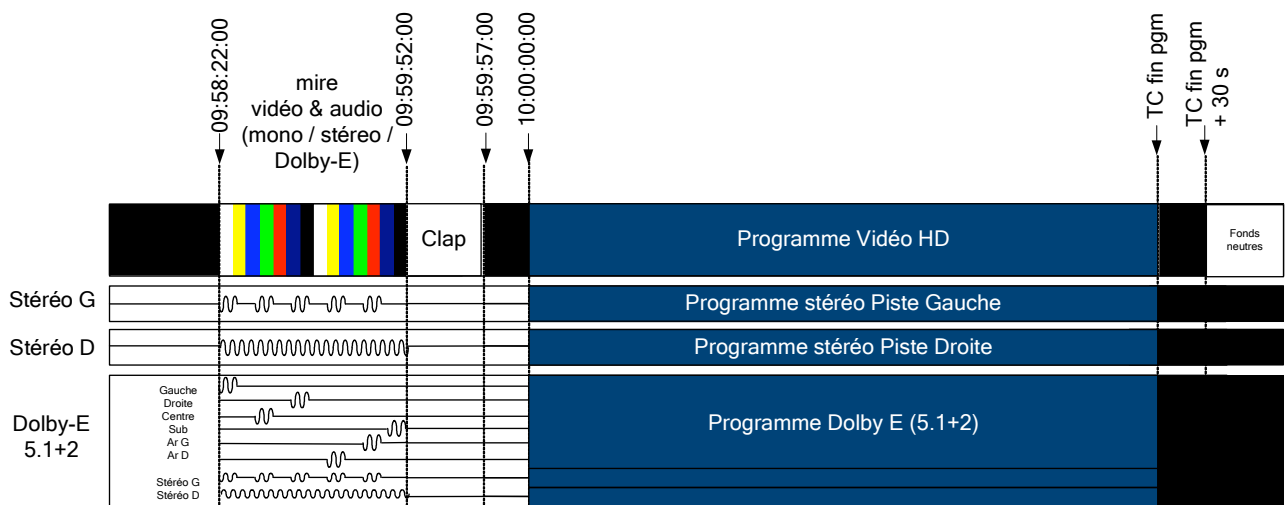 mire
vidéo & audio
(mono / stéreo /
Dolby-E)
09:58:22:00
09:59:52:00
09:59:57:00
10:00:00:00
TC fin pgm
TC fin pgm
+ 30 s
Clap
Programme Vidéo HD
Fonds
neutres
Stéréo G
Programme stéréo Piste Gauche
Stéréo D
Programme stéréo Piste Droite
Dolby-E
5.1+2
Gauche
Droite
Centre
Sub
Ar G
Ar D
Stéréo G
Stéréo D
Programme Dolby E (5.1+2)